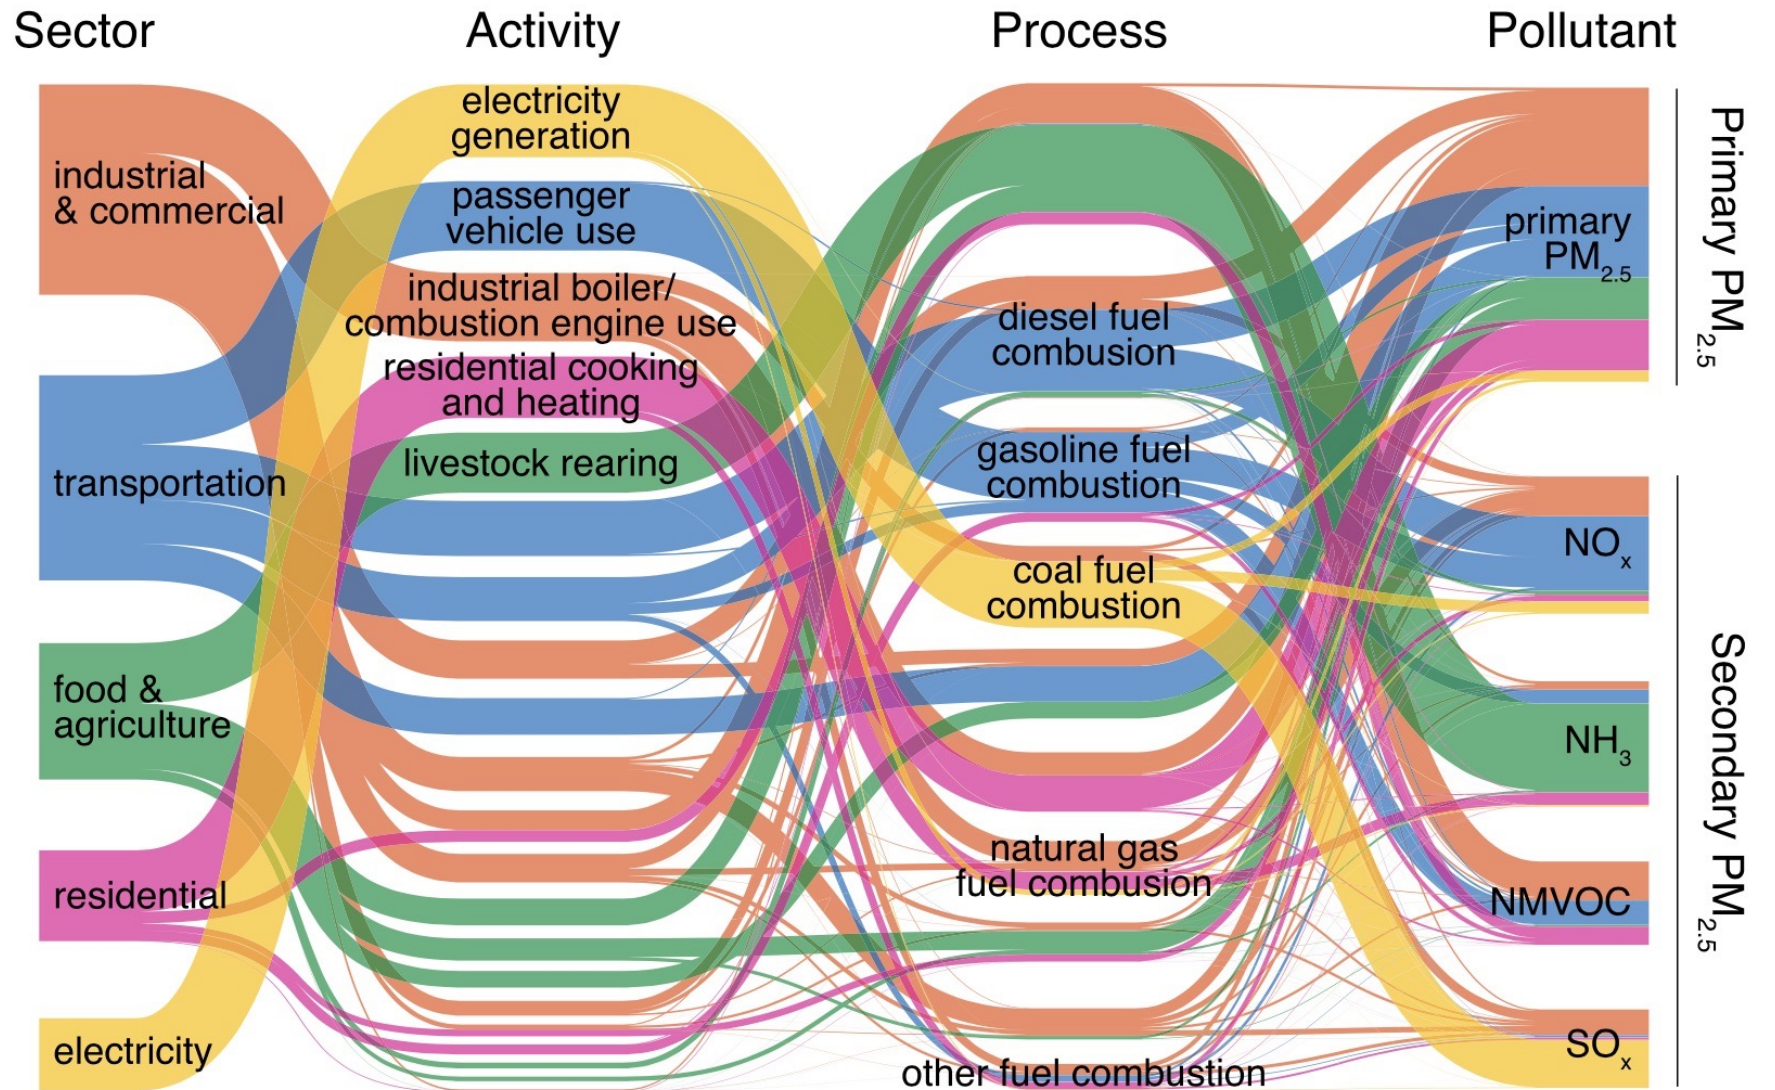 Sector
Activity
Process
Pollutant
industrial
& commercial
transportation
food &
agriculture
residential
electricity
electricity
generation
passenger
vehicle use
industrial boiler/
combustion engine use
residential cooking
and heating
livestock rearing
diesel fuel
combusion
gasoline fuel
combustion
coal fuel
combustion
natural gas
fuel combusion
other fuel combustion
primary
PM2.5
NOx
NH3
NMVOC
SOx
Primary PM2.5
Secondary PM2.5